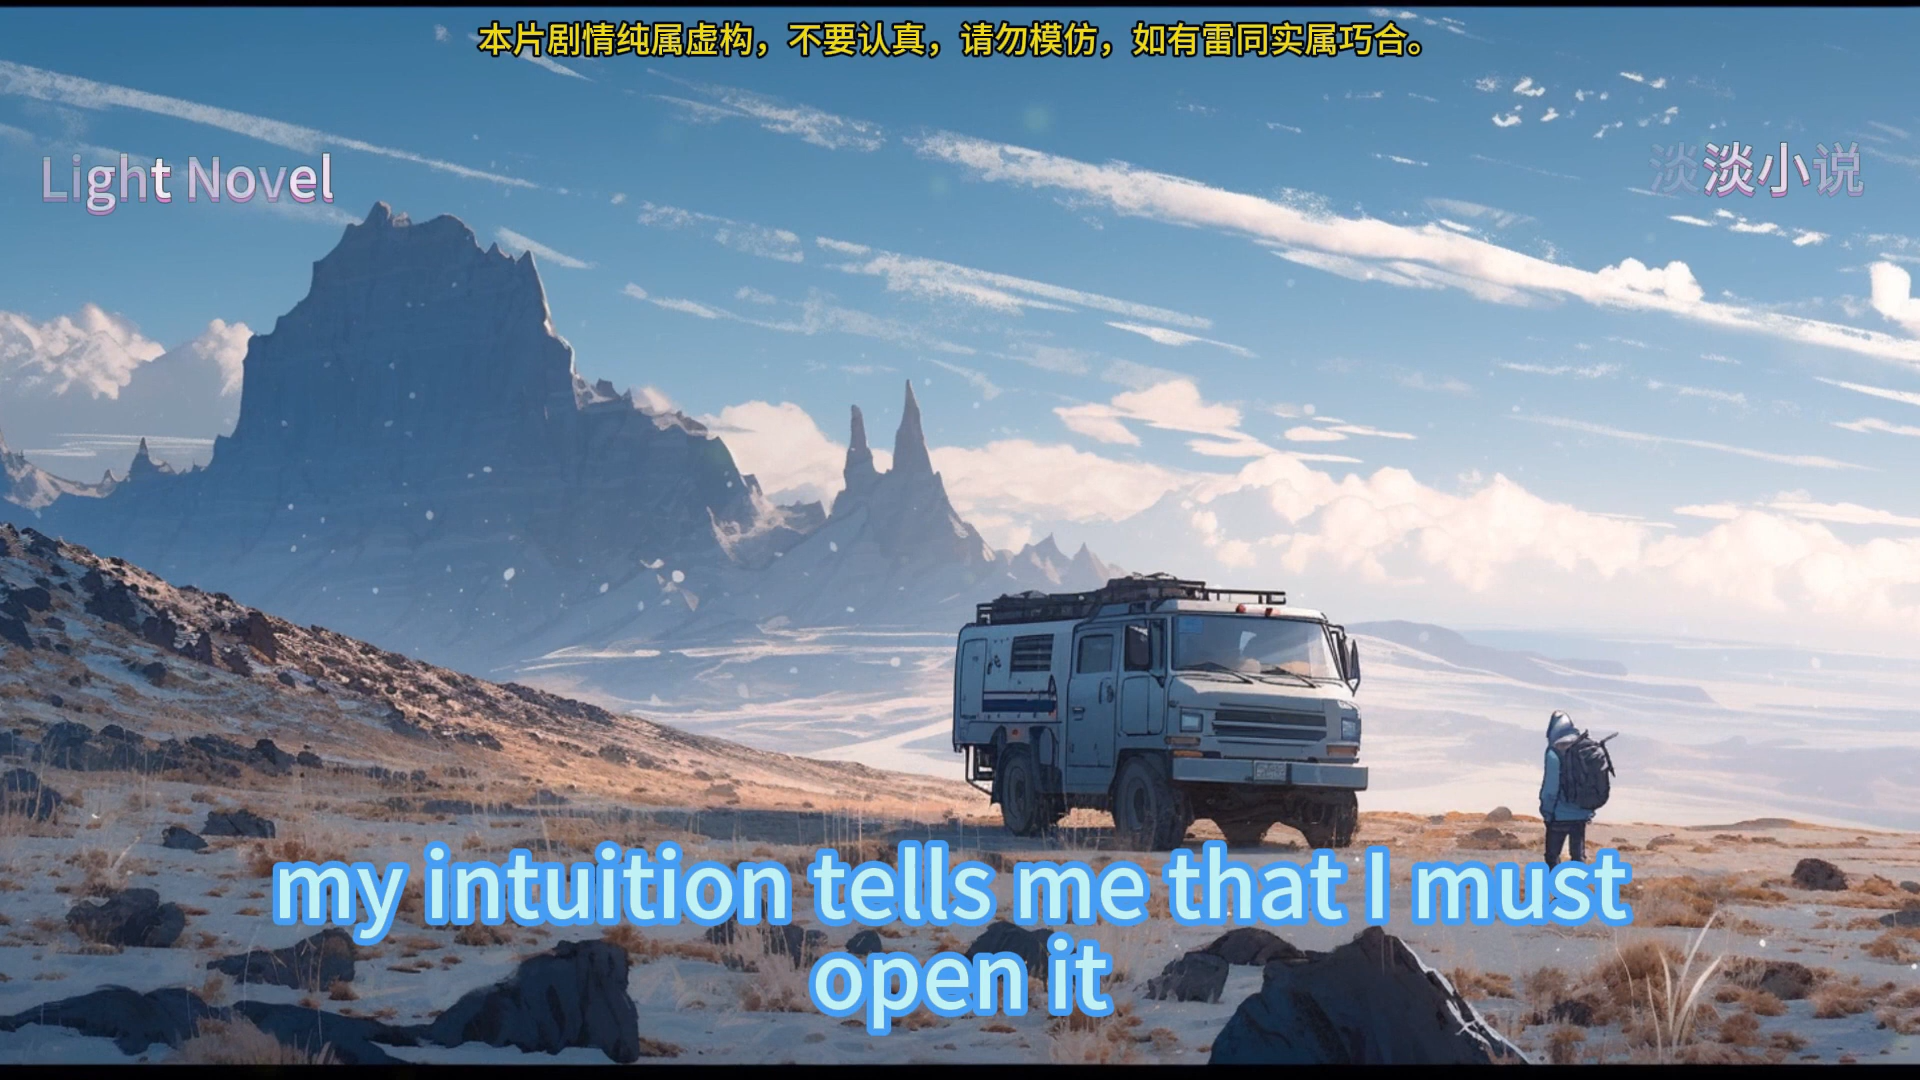 本片剧情纯属虚构，不要认真，请勿模仿，如有雷同实属巧合。
Light Novel
淡淡小说
my intuition tells me that I must
open it